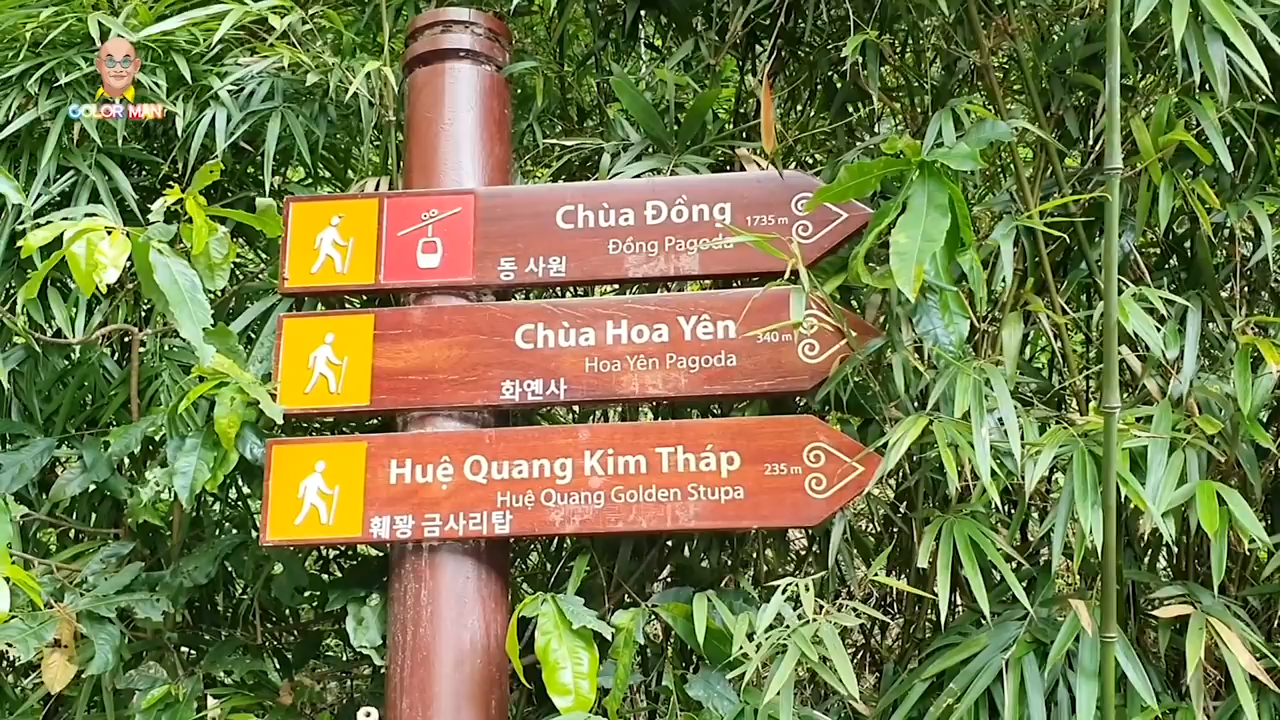 COLOR MAN
Chùa Đồng 1735 m
Đồng Pagoda
동 사원
Chùa Hoa Yên 340 m
Hoa Yên Pagoda
화옌사
Huệ Quang Kim Tháp 235 m
Huệ Quang Golden Stupa
훼꽝 금사리탑